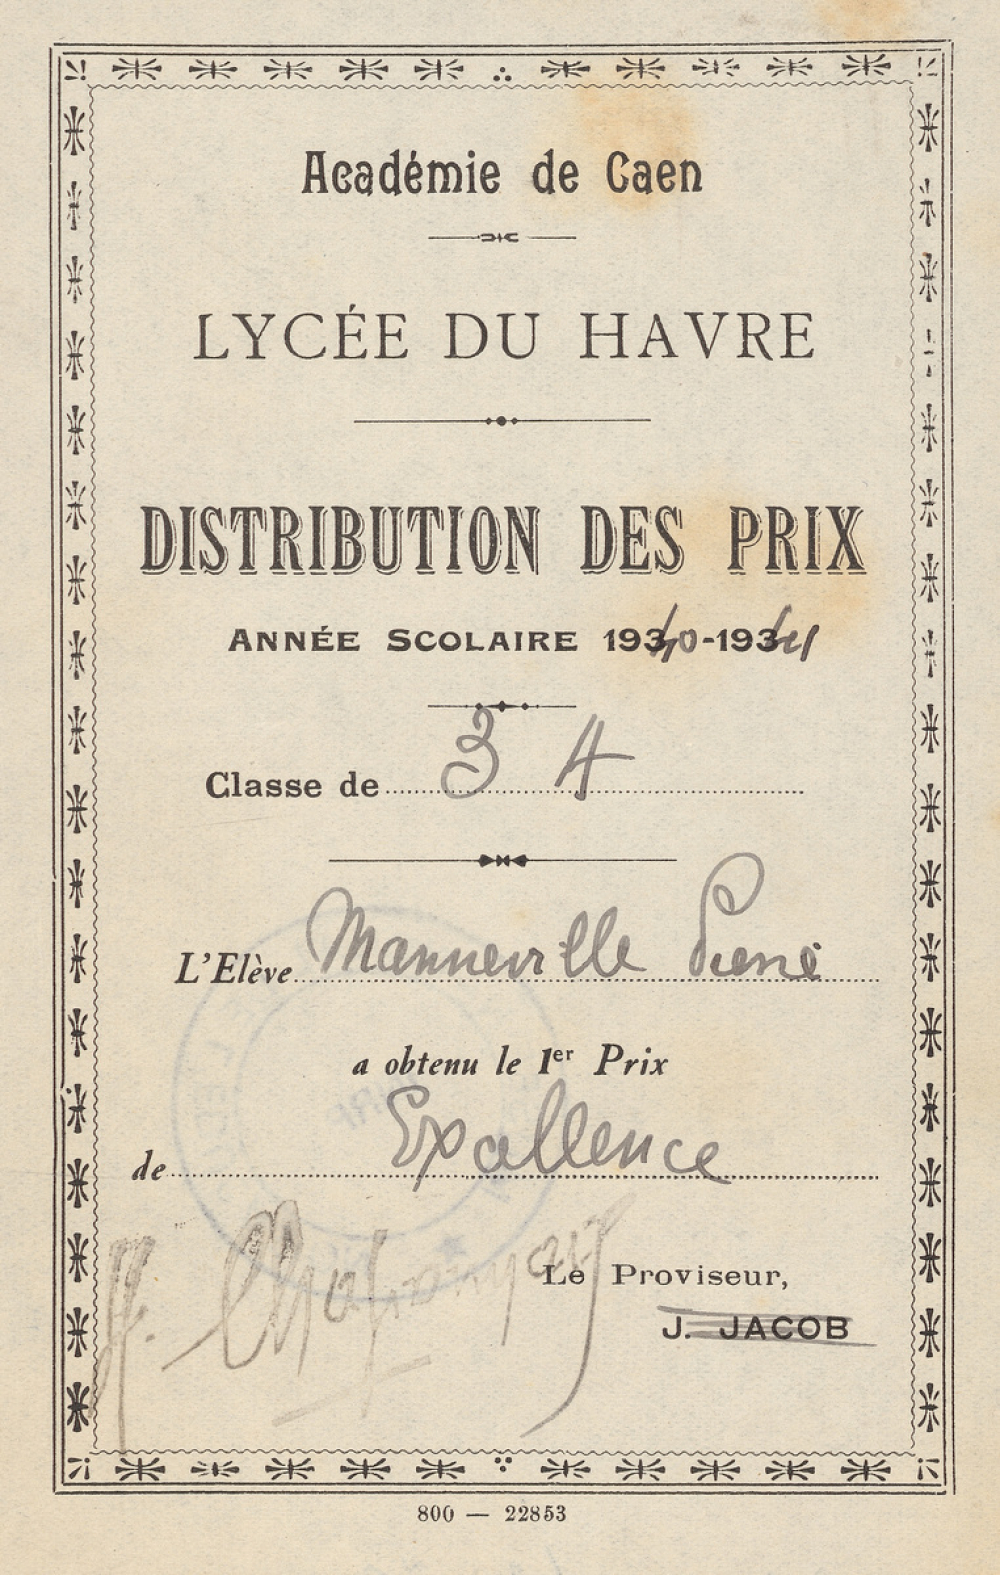 Académie de Caen
LYCÉE DU HAVRE
DISTRIBUTION DES PRIX
ANNÉE SCOLAIRE 1940-1941
Classe de 3 A
L'Elève Manneville Pierre
a obtenu le 1er Prix
de Excellence
Le Proviseur,
J. JACOB
800 — 22853